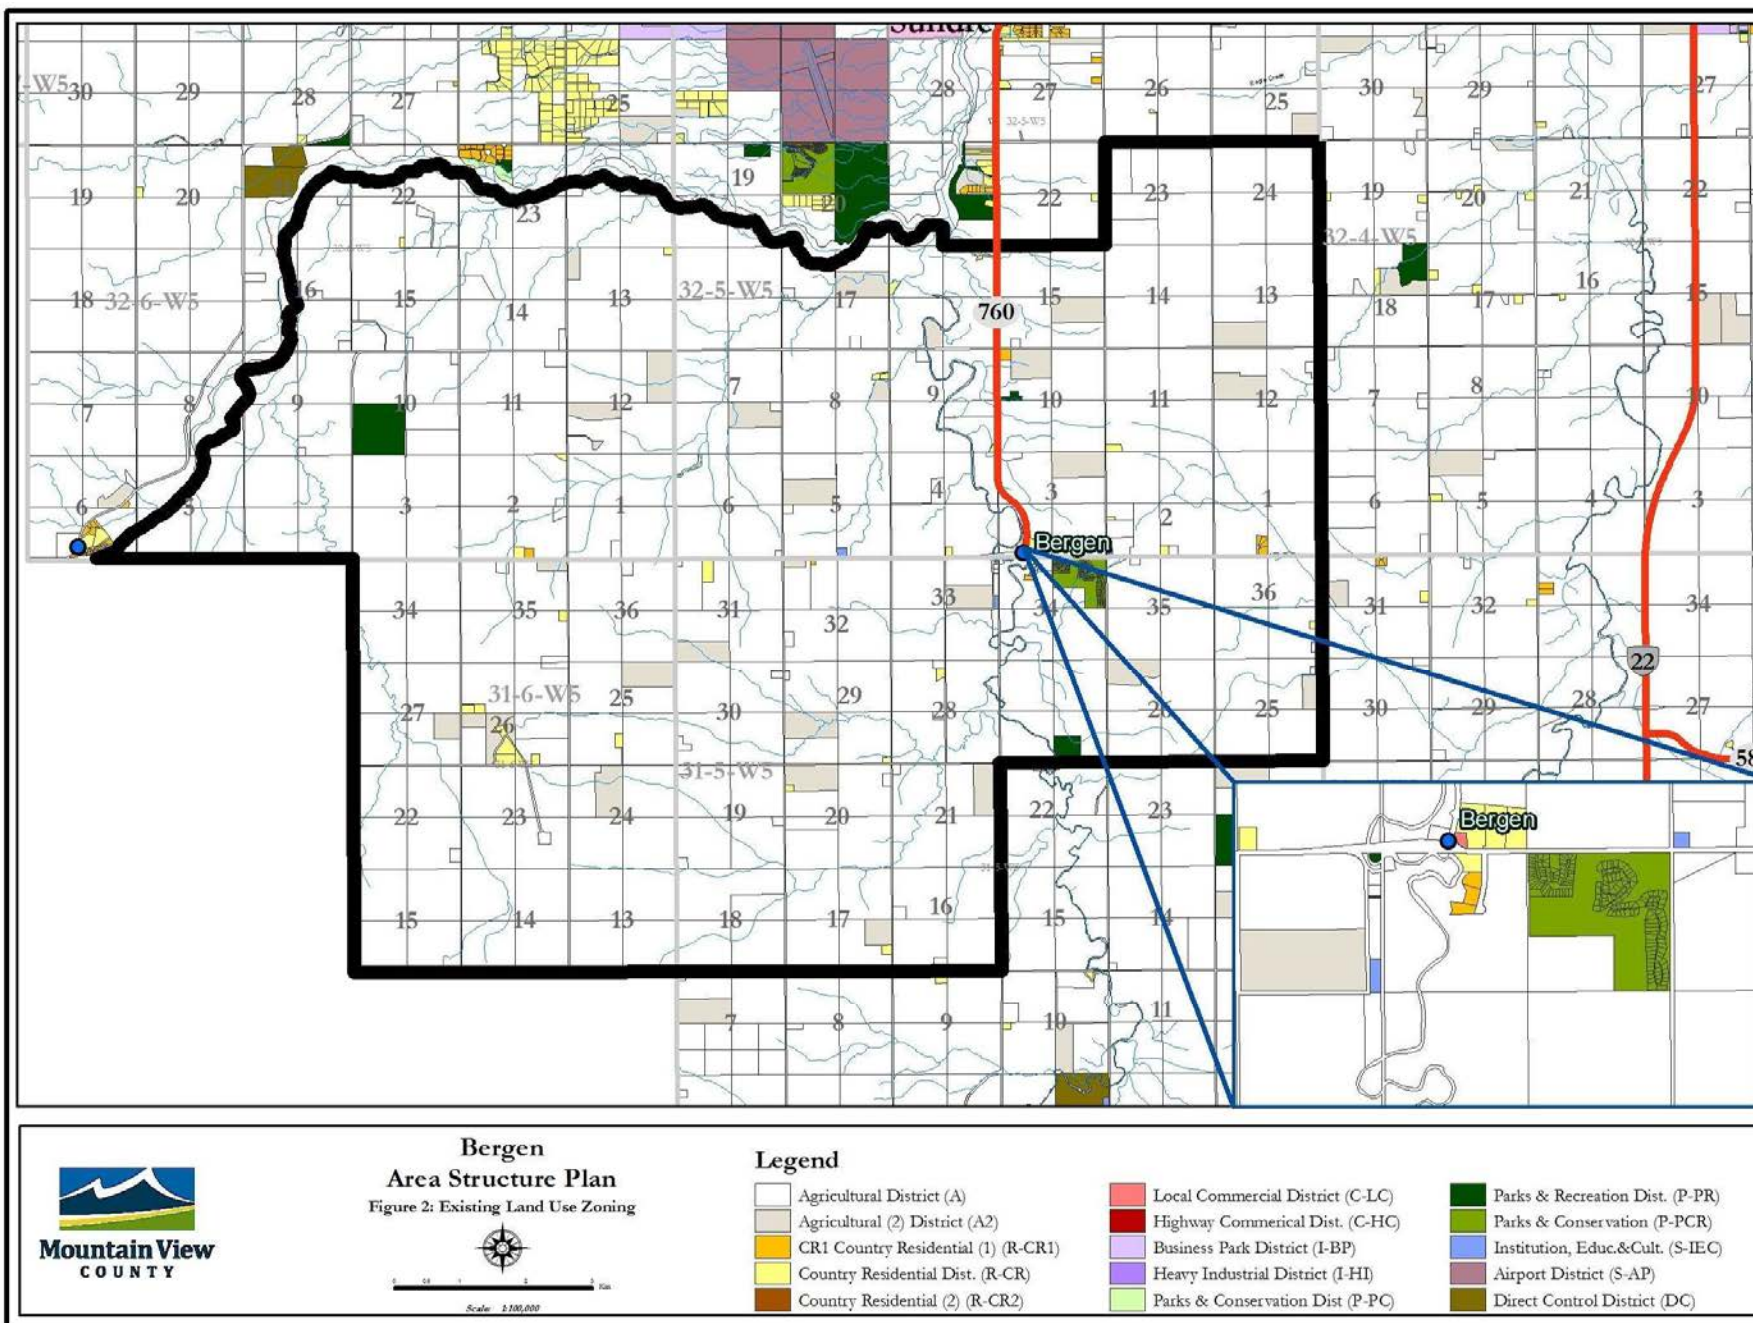 Sundre
30 29 28 27 25 28 27 26 25 30 29 27
32-5-W5
19 20 22 23 19 20 22 23 24 19 20 21 22
32-4-W5
18 32-6-W5 16 15 14 13 32-5-W5 17 15 14 13 18 17 16 15
760
7 8 9 10 11 12 7 8 9 10 11 12 7 8 10
6 5 3 2 1 6 5 4 3 2 1 6 5 4 3
Bergen
34 35 36 31 32 33 34 35 36 31 32 34
22
31-6-W5
27 26 25 30 29 28 26 25 30 29 28 27
31-5-W5
58
22 23 24 19 20 21 22 23
15 14 13 18 17 16 15 14
7 8 9 10 11
Bergen
Mountain View
COUNTY
Bergen
Area Structure Plan
Figure 2: Existing Land Use Zoning
Scale: 1:100,000
Legend
Agricultural District (A)
Agricultural (2) District (A2)
CR1 Country Residential (1) (R-CR1)
Country Residential Dist. (R-CR)
Country Residential (2) (R-CR2)
Local Commercial District (C-LC)
Highway Commerical Dist. (C-HC)
Business Park District (I-BP)
Heavy Industrial District (I-HI)
Parks & Conservation Dist (P-PC)
Parks & Recreation Dist. (P-PR)
Parks & Conservation (P-PCR)
Institution, Educ.&Cult. (S-IEC)
Airport District (S-AP)
Direct Control District (DC)